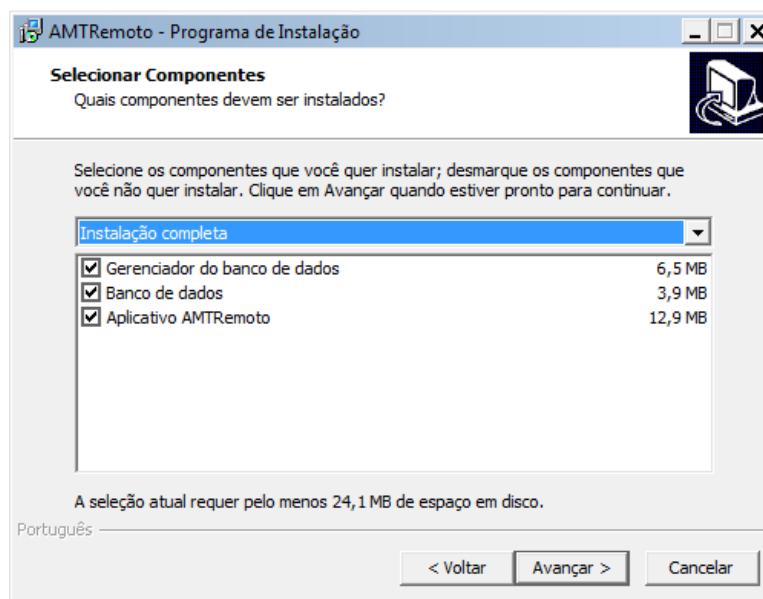 AMTRemoto - Programa de Instalação
Selecionar Componentes
Quais componentes devem ser instalados?
Selecione os componentes que você quer instalar; desmarque os componentes que
você não quer instalar. Clique em Avançar quando estiver pronto para continuar.
Instalação completa
Gerenciador do banco de dados 6,5 MB
Banco de dados 3,9 MB
Aplicativo AMTRemoto 12,9 MB
A seleção atual requer pelo menos 24,1 MB de espaço em disco.
Português
< Voltar Avançar > Cancelar